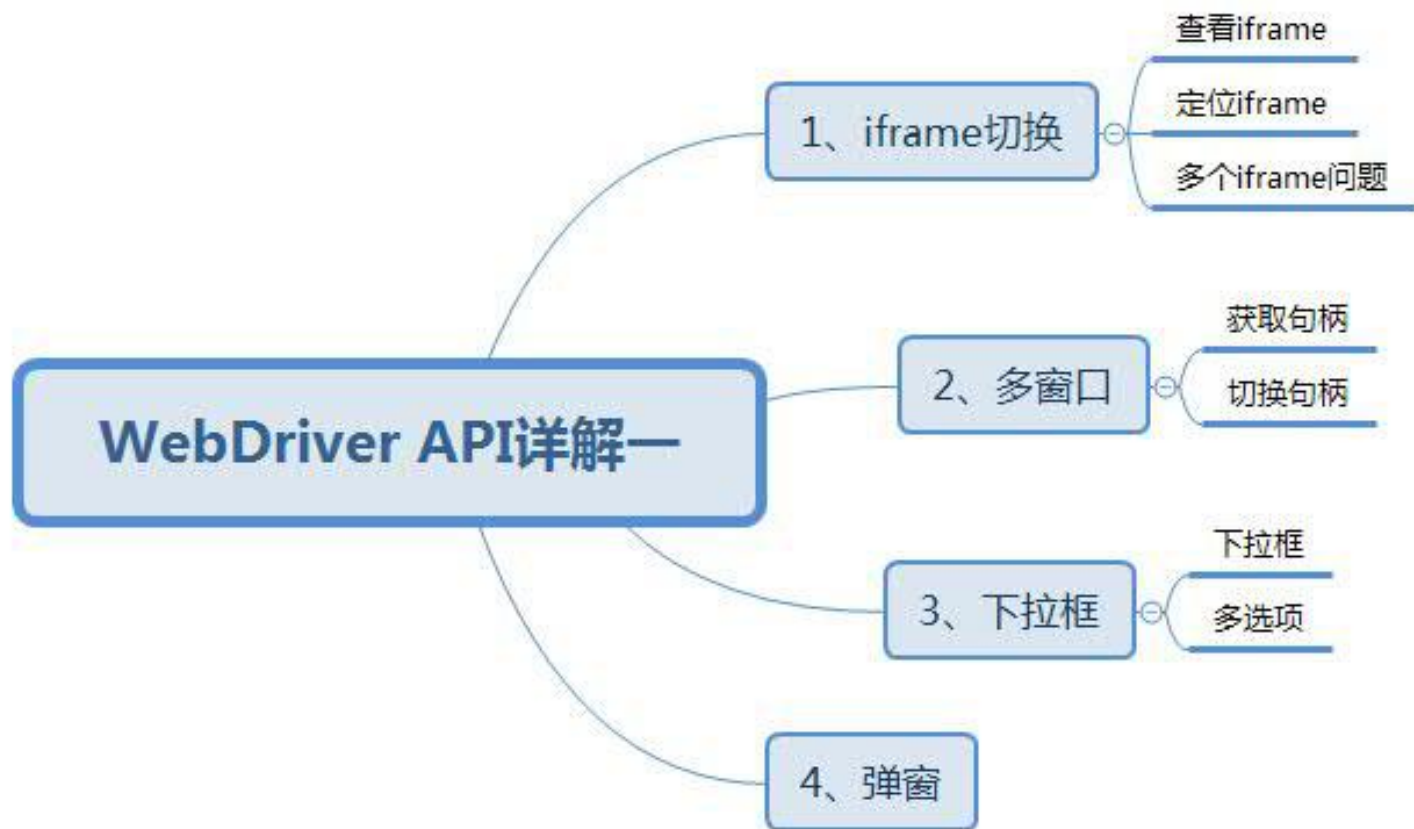 WebDriver API详解一
1、iframe切换
查看iframe
定位iframe
多个iframe问题
2、多窗口
获取句柄
切换句柄
3、下拉框
下拉框
多选项
4、弹窗